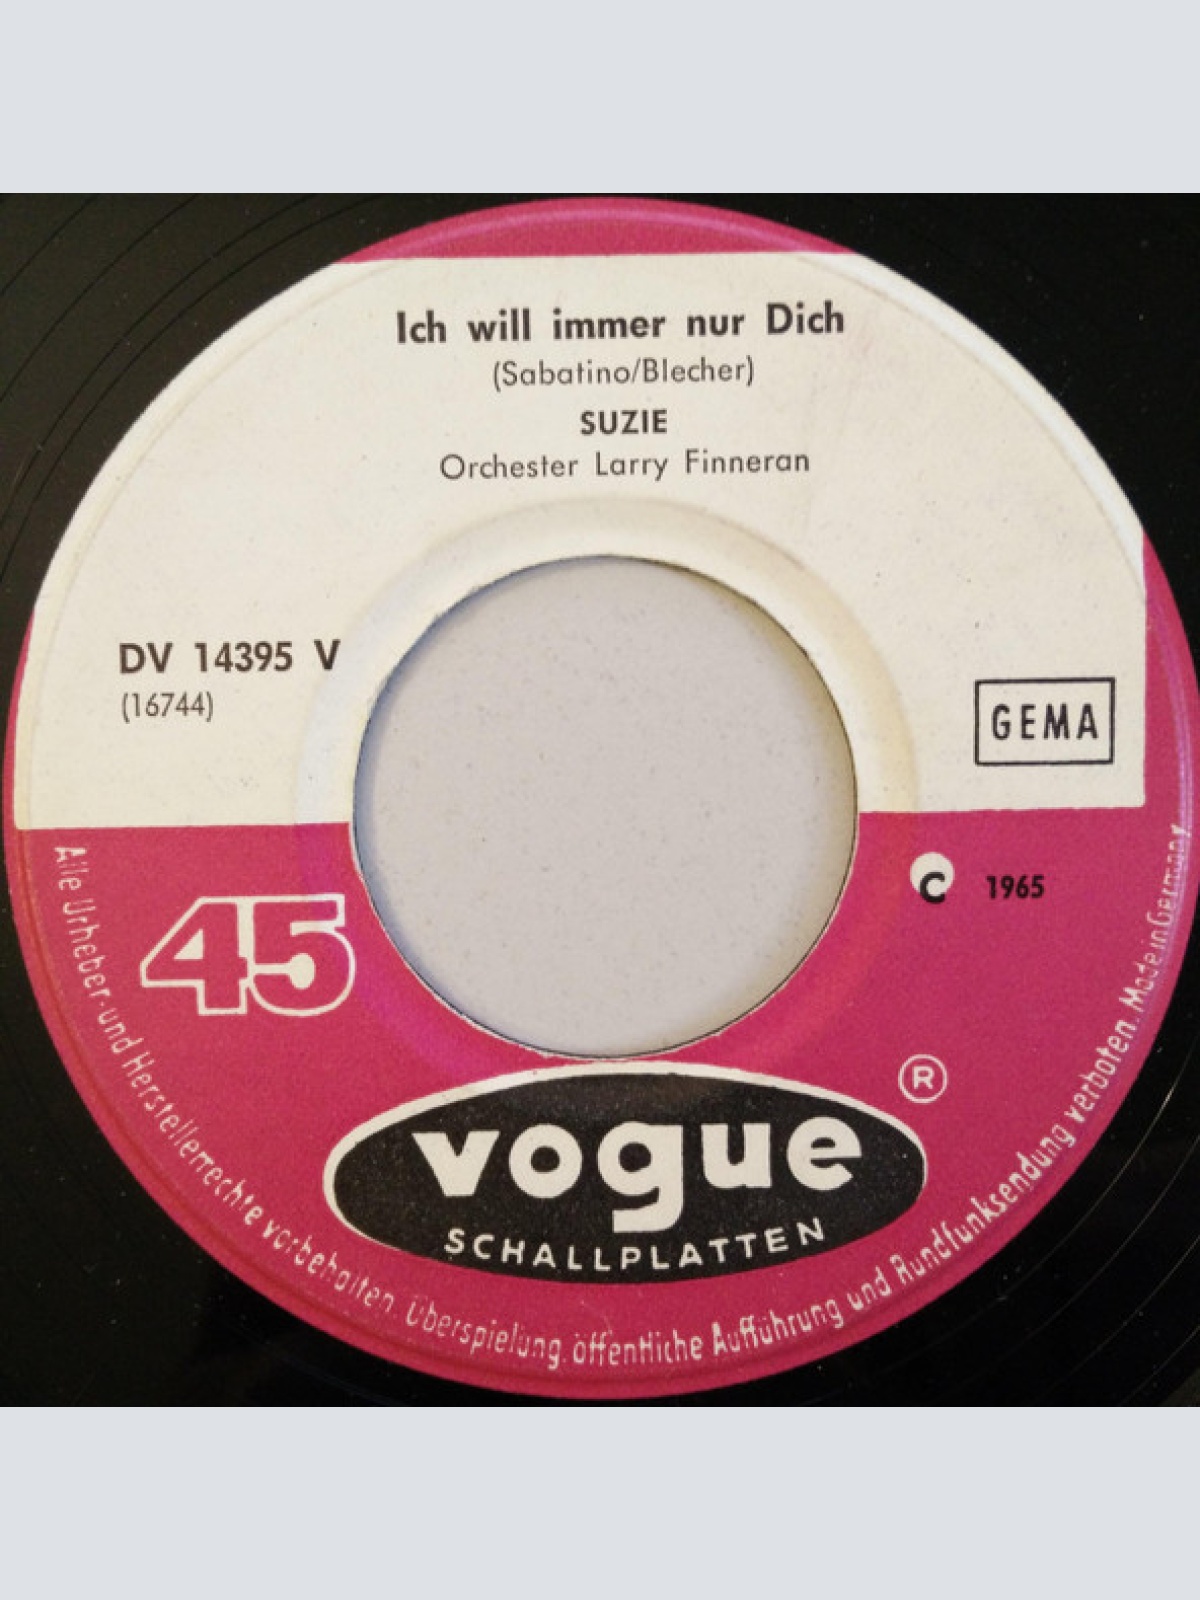 Ich will immer nur Dich
(Sabatino/Blecher)
SUZIE
Orchester Larry Finneran
DV 14395 V
(16744)
GEMA
C 1965
45
vogue ®
SCHALLPLATTEN
Alle Urheber- und Herstellerrechte vorbehalten. Überspielung, öffentliche Aufführung und Rundfunksendung verboten. Made in Germany